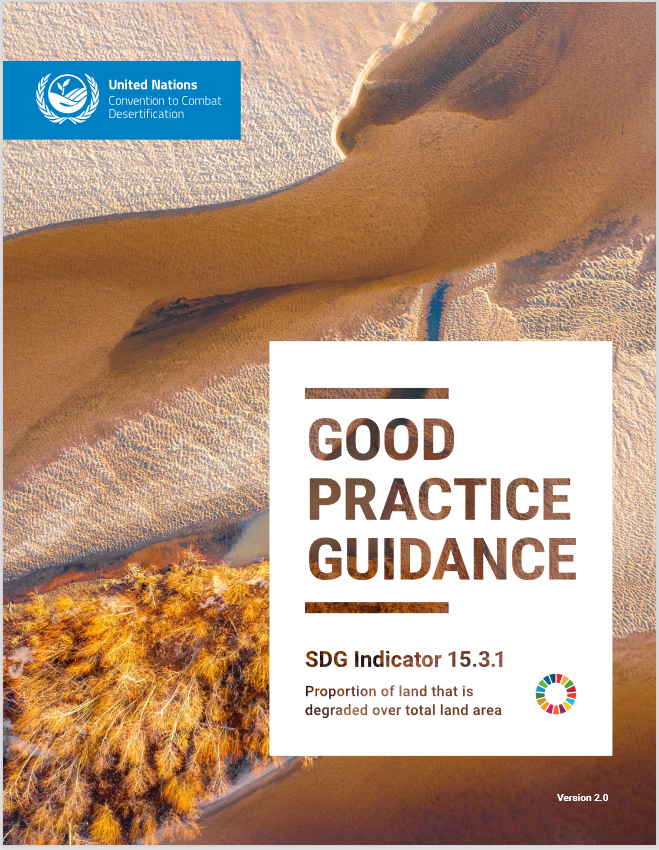 United Nations
Convention to Combat
Desertification
GOOD
PRACTICE
GUIDANCE
SDG Indicator 15.3.1
Proportion of land that is
degraded over total land area
Version 2.0